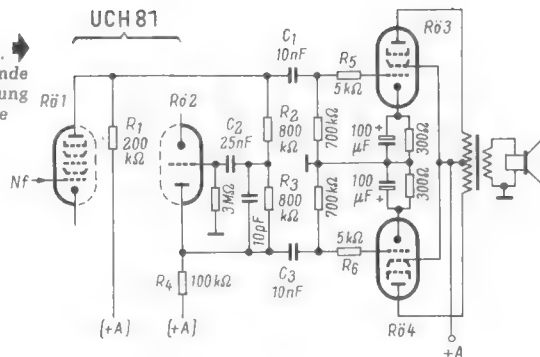 UCH 81
.
nde
ung
e
Rö1
Nf
R1
200
kΩ
[+A]
Rö2
C2
25nF
3MΩ
10pF
R4
100kΩ
[+A]
C1
10nF
R2
800
kΩ
R3
800
kΩ
C3
10nF
700kΩ
700kΩ
R5
5kΩ
5kΩ
R6
Rö3
100
µF
+
300Ω
100
µF
+
300Ω
Rö4
+A